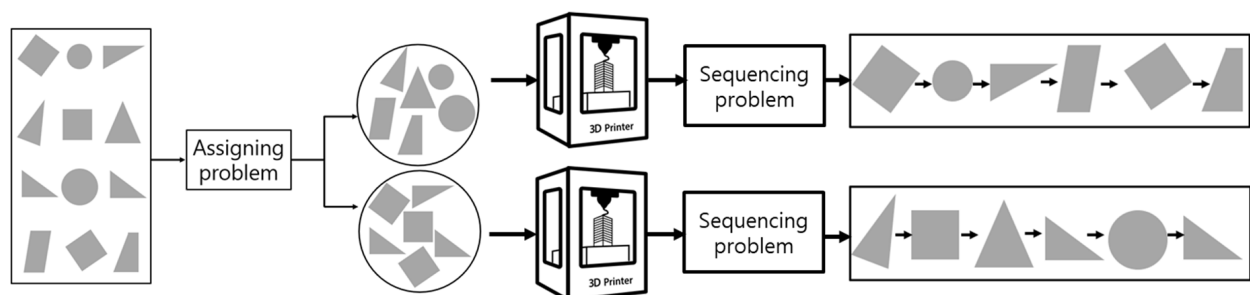 Assigning
problem
3D Printer
Sequencing
problem
3D Printer
Sequencing
problem